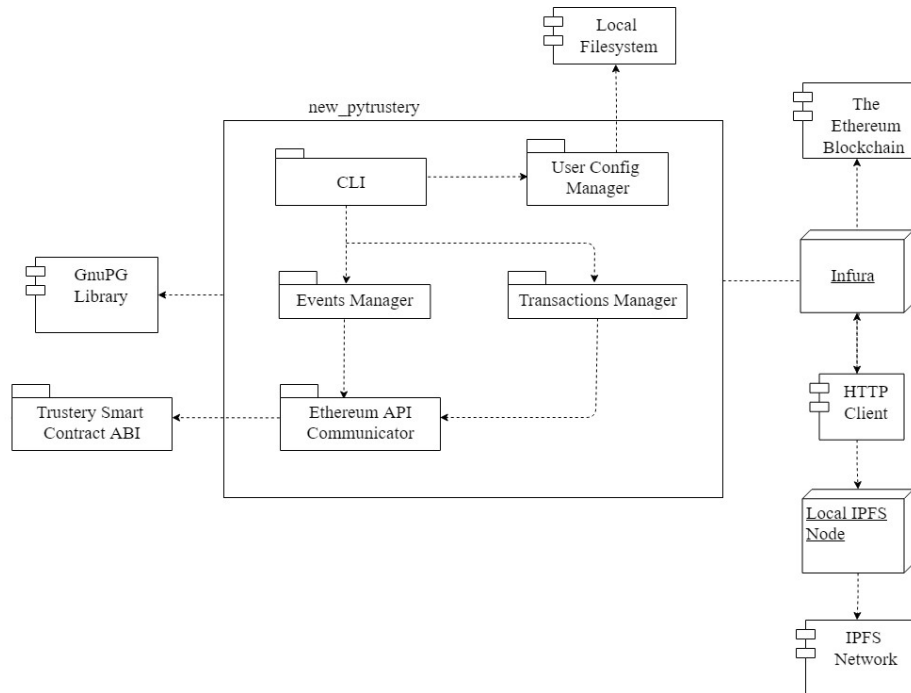 Local
Filesystem
new_pytrustery
The
Ethereum
Blockchain
CLI
User Config
Manager
GnuPG
Library
Events Manager
Transactions Manager
Infura
Trustery Smart
Contract ABI
Ethereum API
Communicator
HTTP
Client
Local IPFS
Node
IPFS
Network